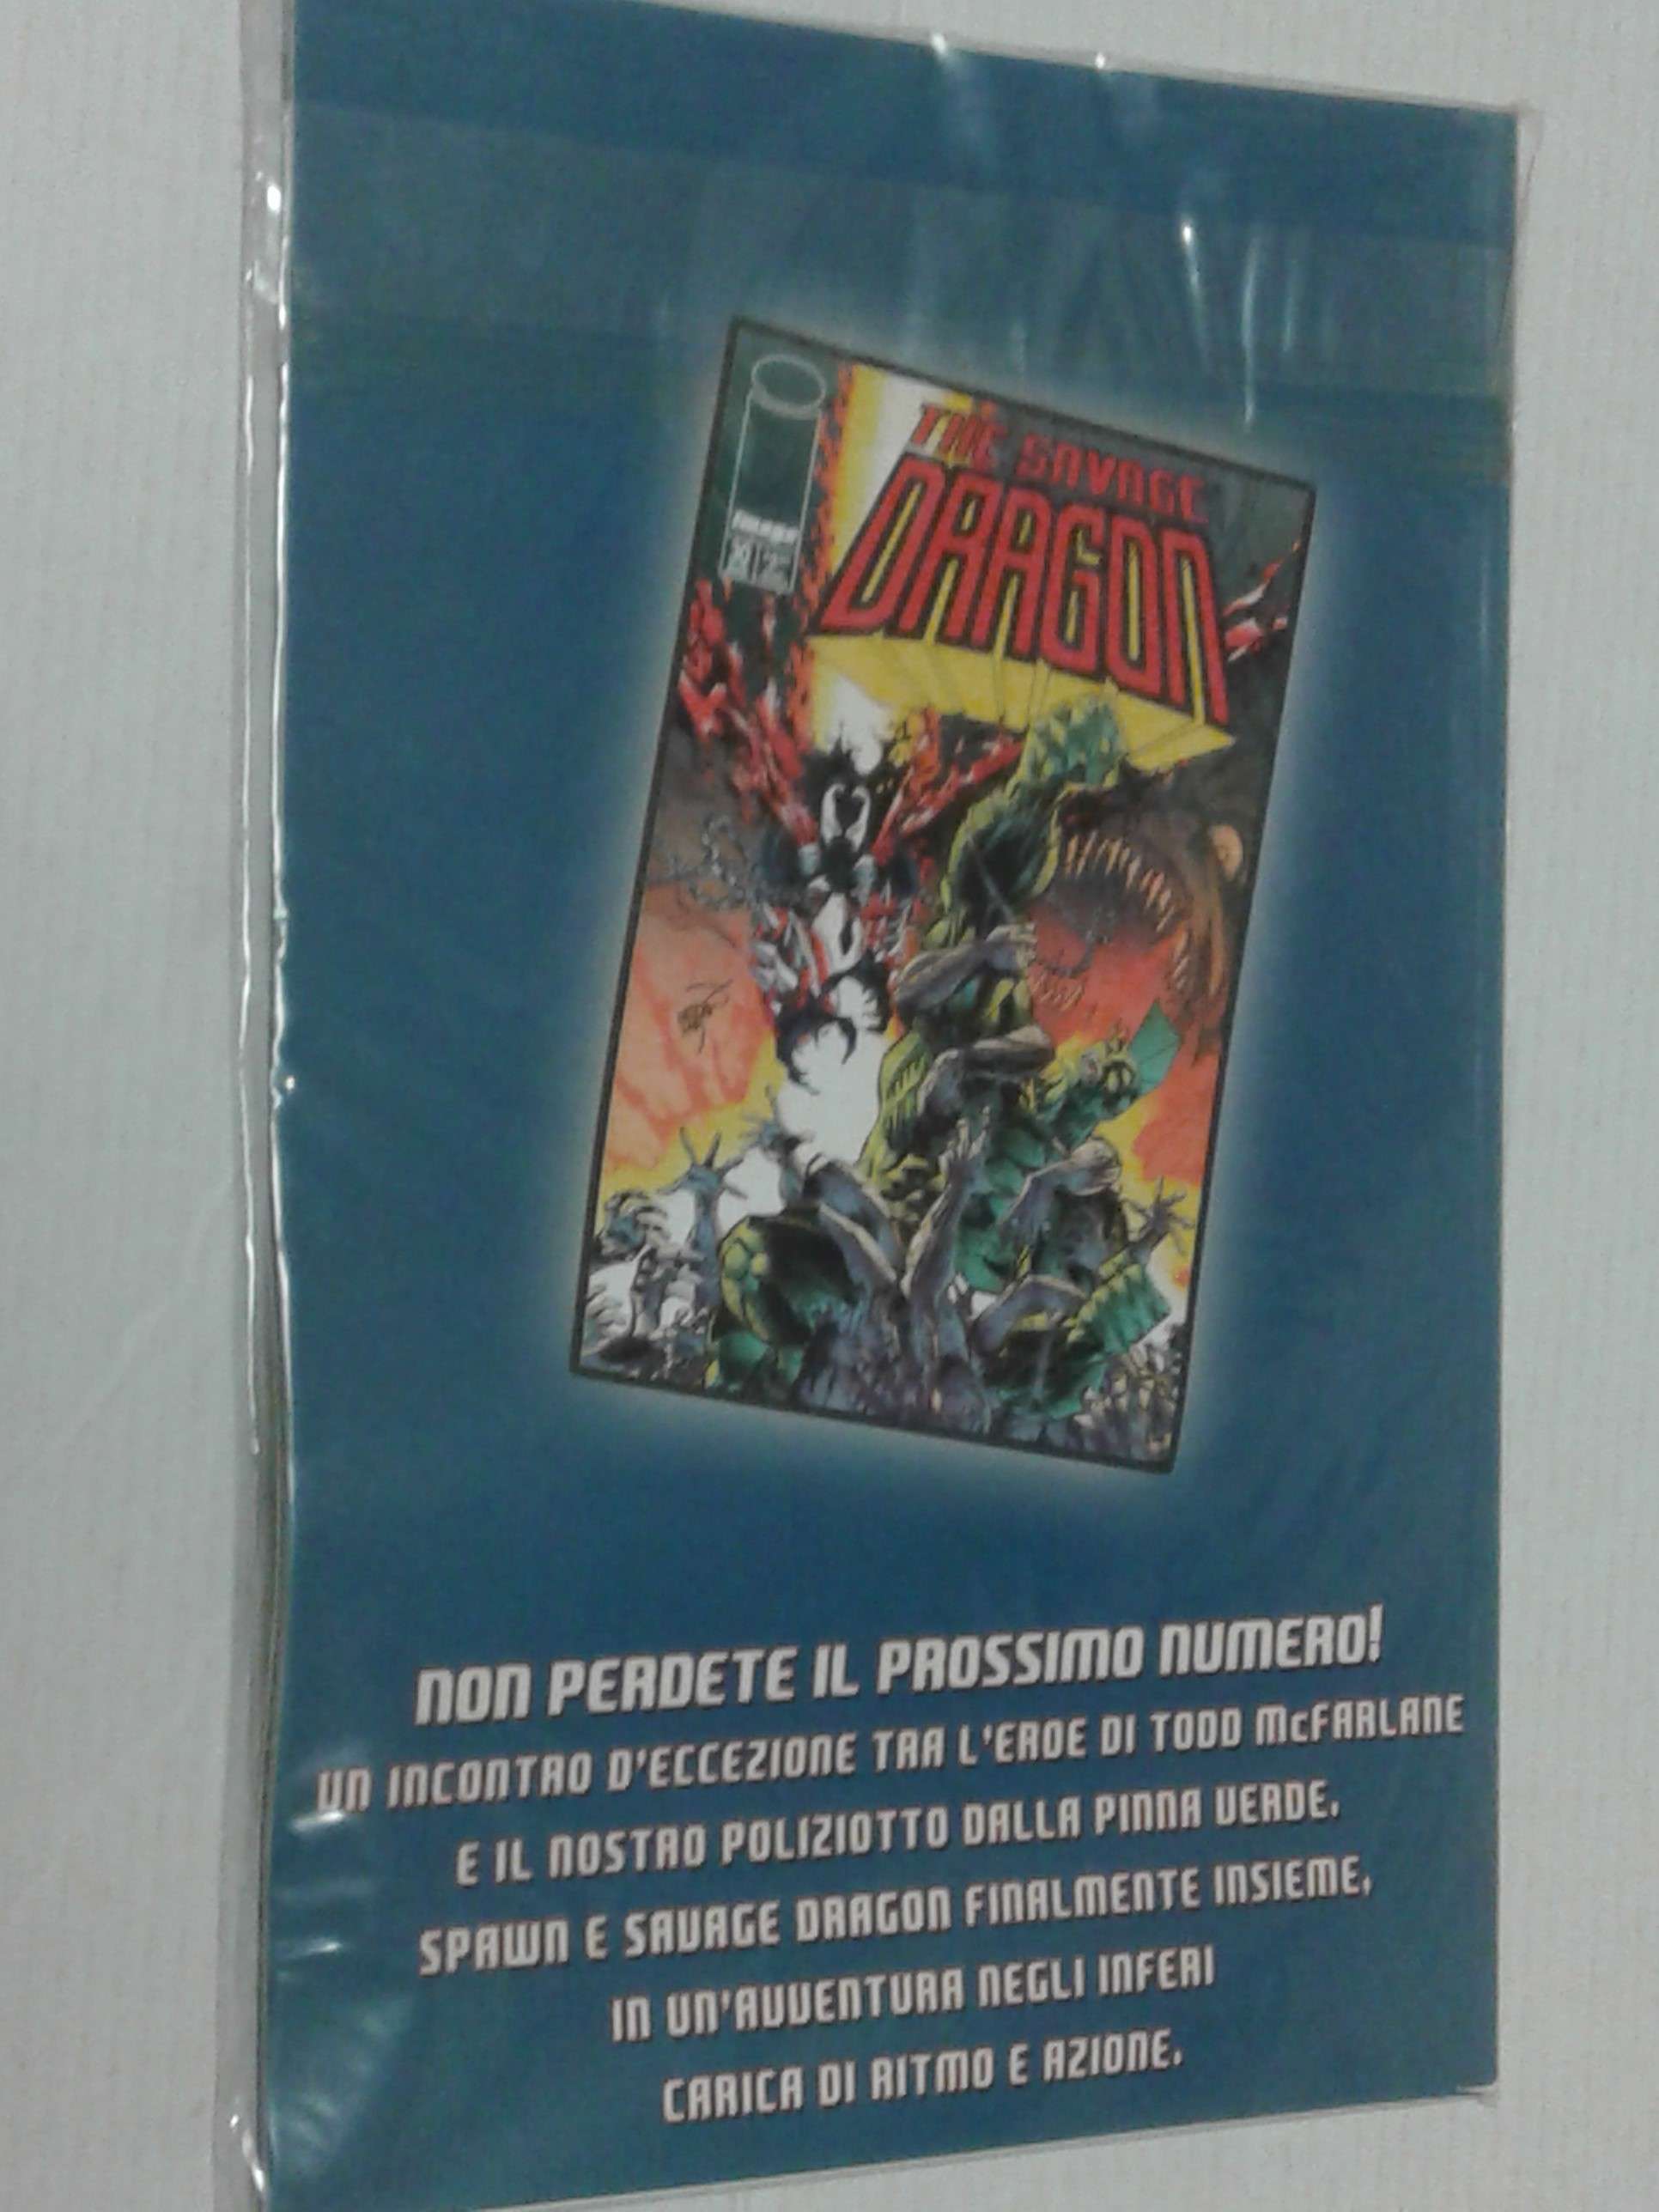 THE SAVAGE
DRAGON
image
NON PERDETE IL PROSSIMO NUMERO!
UN INCONTRO D'ECCEZIONE TRA L'EROE DI TODD McFARLANE
E IL NOSTRO POLIZIOTTO DALLA PINNA VERDE.
SPAWN E SAVAGE DRAGON FINALMENTE INSIEME,
IN UN'AVVENTURA NEGLI INFERI
CARICA DI RITMO E AZIONE.